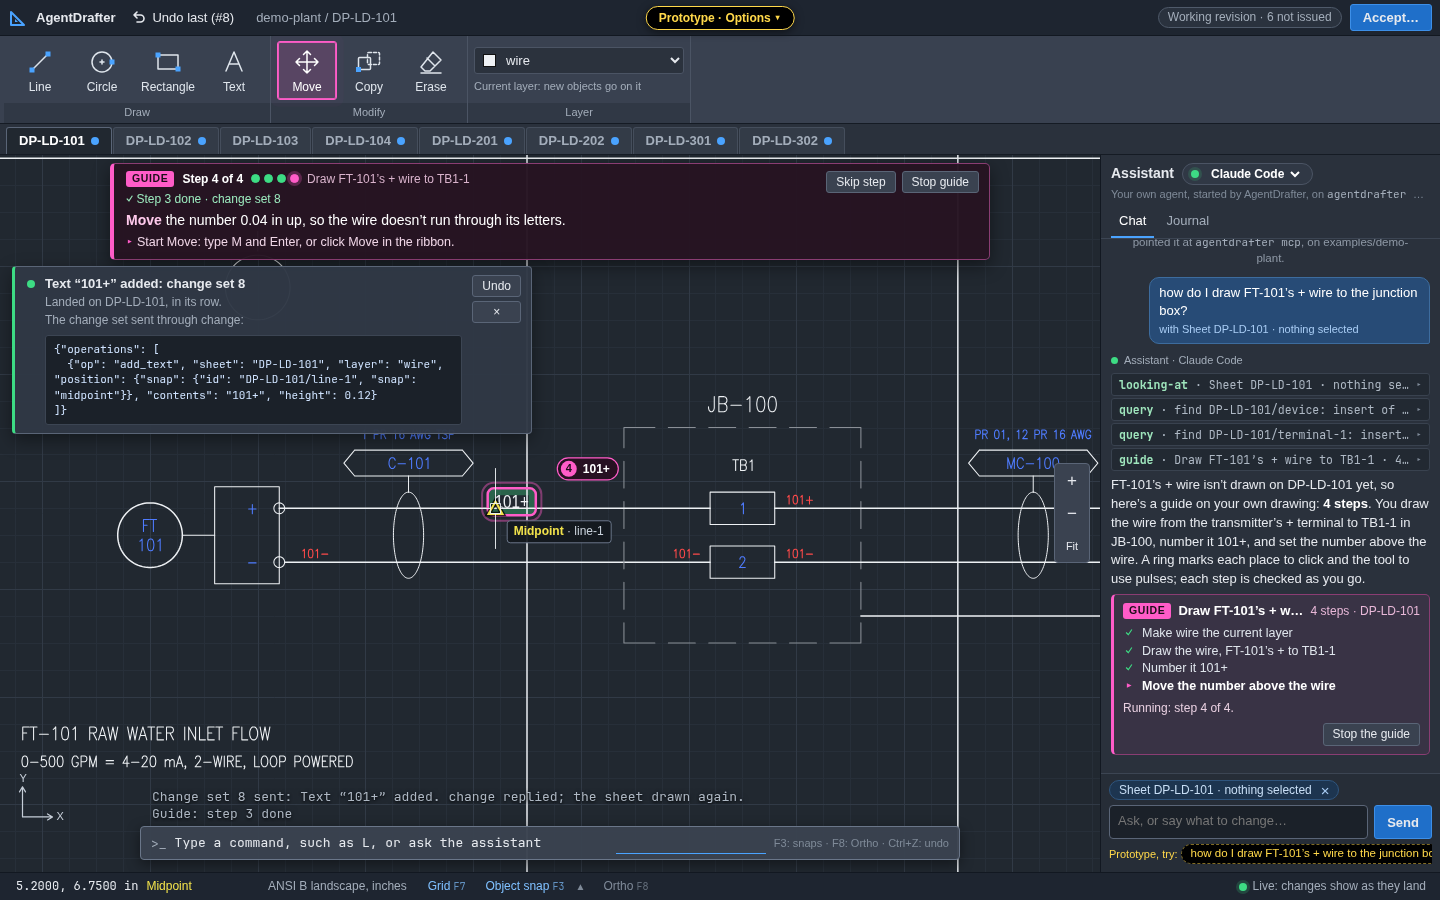 AgentDrafter
Undo last (#8)
demo-plant / DP-LD-101
Prototype · Options ▾
Working revision · 6 not issued
Accept…
Line
Circle
Rectangle
Text
Draw
Move
Copy
Erase
Modify
wire
Current layer: new objects go on it
Layer
DP-LD-101
DP-LD-102
DP-LD-103
DP-LD-104
DP-LD-201
DP-LD-202
DP-LD-301
DP-LD-302
GUIDE Step 4 of 4 Draw FT-101’s + wire to TB1-1
Skip step
Stop guide
✓ Step 3 done · change set 8
Move the number 0.04 in up, so the wire doesn’t run through its letters.
▸ Start Move: type M and Enter, or click Move in the ribbon.
Text “101+” added: change set 8
Landed on DP-LD-101, in its row.
The change set sent through change:
Undo
×
{"operations": [
{"op": "add_text", "sheet": "DP-LD-101", "layer": "wire",
"position": {"snap": {"id": "DP-LD-101/line-1", "snap":
"midpoint"}}, "contents": "101+", "height": 0.12}
]}
1 PR 16 AWG TSP
C-101
JB-100
TB1
4 101+
101+
Midpoint · line-1
FT
101
+
−
101−
1
101+
101−
2
101−
PR 01, 12 PR 16 AWG
MC-100
+
−
Fit
FT-101 RAW WATER INLET FLOW
0-500 GPM = 4-20 mA, 2-WIRE, LOOP POWERED
Y
X
Change set 8 sent: Text “101+” added. change replied; the sheet drawn again.
Guide: step 3 done
>_ Type a command, such as L, or ask the assistant
F3: snaps · F8: Ortho · Ctrl+Z: undo
Assistant
Claude Code
Your own agent, started by AgentDrafter, on agentdrafter …
Chat
Journal
pointed it at agentdrafter mcp, on examples/demo-
plant.
how do I draw FT-101’s + wire to the junction
box?
with Sheet DP-LD-101 · nothing selected
Assistant · Claude Code
looking-at · Sheet DP-LD-101 · nothing se… ▸
query · find DP-LD-101/device: insert of … ▸
query · find DP-LD-101/terminal-1: insert… ▸
guide · Draw FT-101’s + wire to TB1-1 · 4… ▸
FT-101’s + wire isn’t drawn on DP-LD-101 yet, so
here’s a guide on your own drawing: 4 steps. You draw
the wire from the transmitter’s + terminal to TB1-1 in
JB-100, number it 101+, and set the number above the
wire. A ring marks each place to click and the tool to
use pulses; each step is checked as you go.
GUIDE Draw FT-101’s + w… 4 steps · DP-LD-101
✓ Make wire the current layer
✓ Draw the wire, FT-101’s + to TB1-1
✓ Number it 101+
▸ Move the number above the wire
Running: step 4 of 4.
Stop the guide
Sheet DP-LD-101 · nothing selected ×
Ask, or say what to change…
Send
Prototype, try: how do I draw FT-101’s + wire to the junction bo
5.2000, 6.7500 in Midpoint
ANSI B landscape, inches
Grid F7
Object snap F3 ▴
Ortho F8
Live: changes show as they land